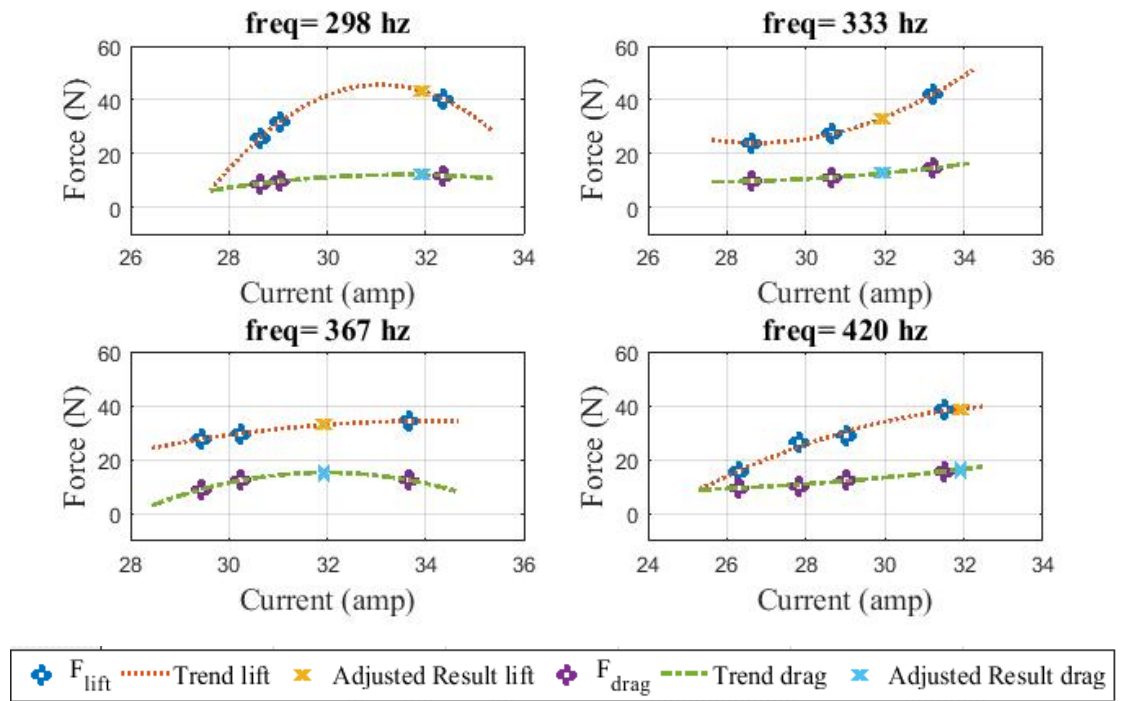 freq= 298 hz
60
40
20
0
Force (N)
26 28 30 32 34
Current (amp)
freq= 333 hz
60
40
20
0
Force (N)
26 28 30 32 34 36
Current (amp)
freq= 367 hz
60
40
20
0
Force (N)
28 30 32 34 36
Current (amp)
freq= 420 hz
60
40
20
0
Force (N)
24 26 28 30 32 34
Current (amp)
F_lift Trend lift Adjusted Result lift F_drag Trend drag Adjusted Result drag